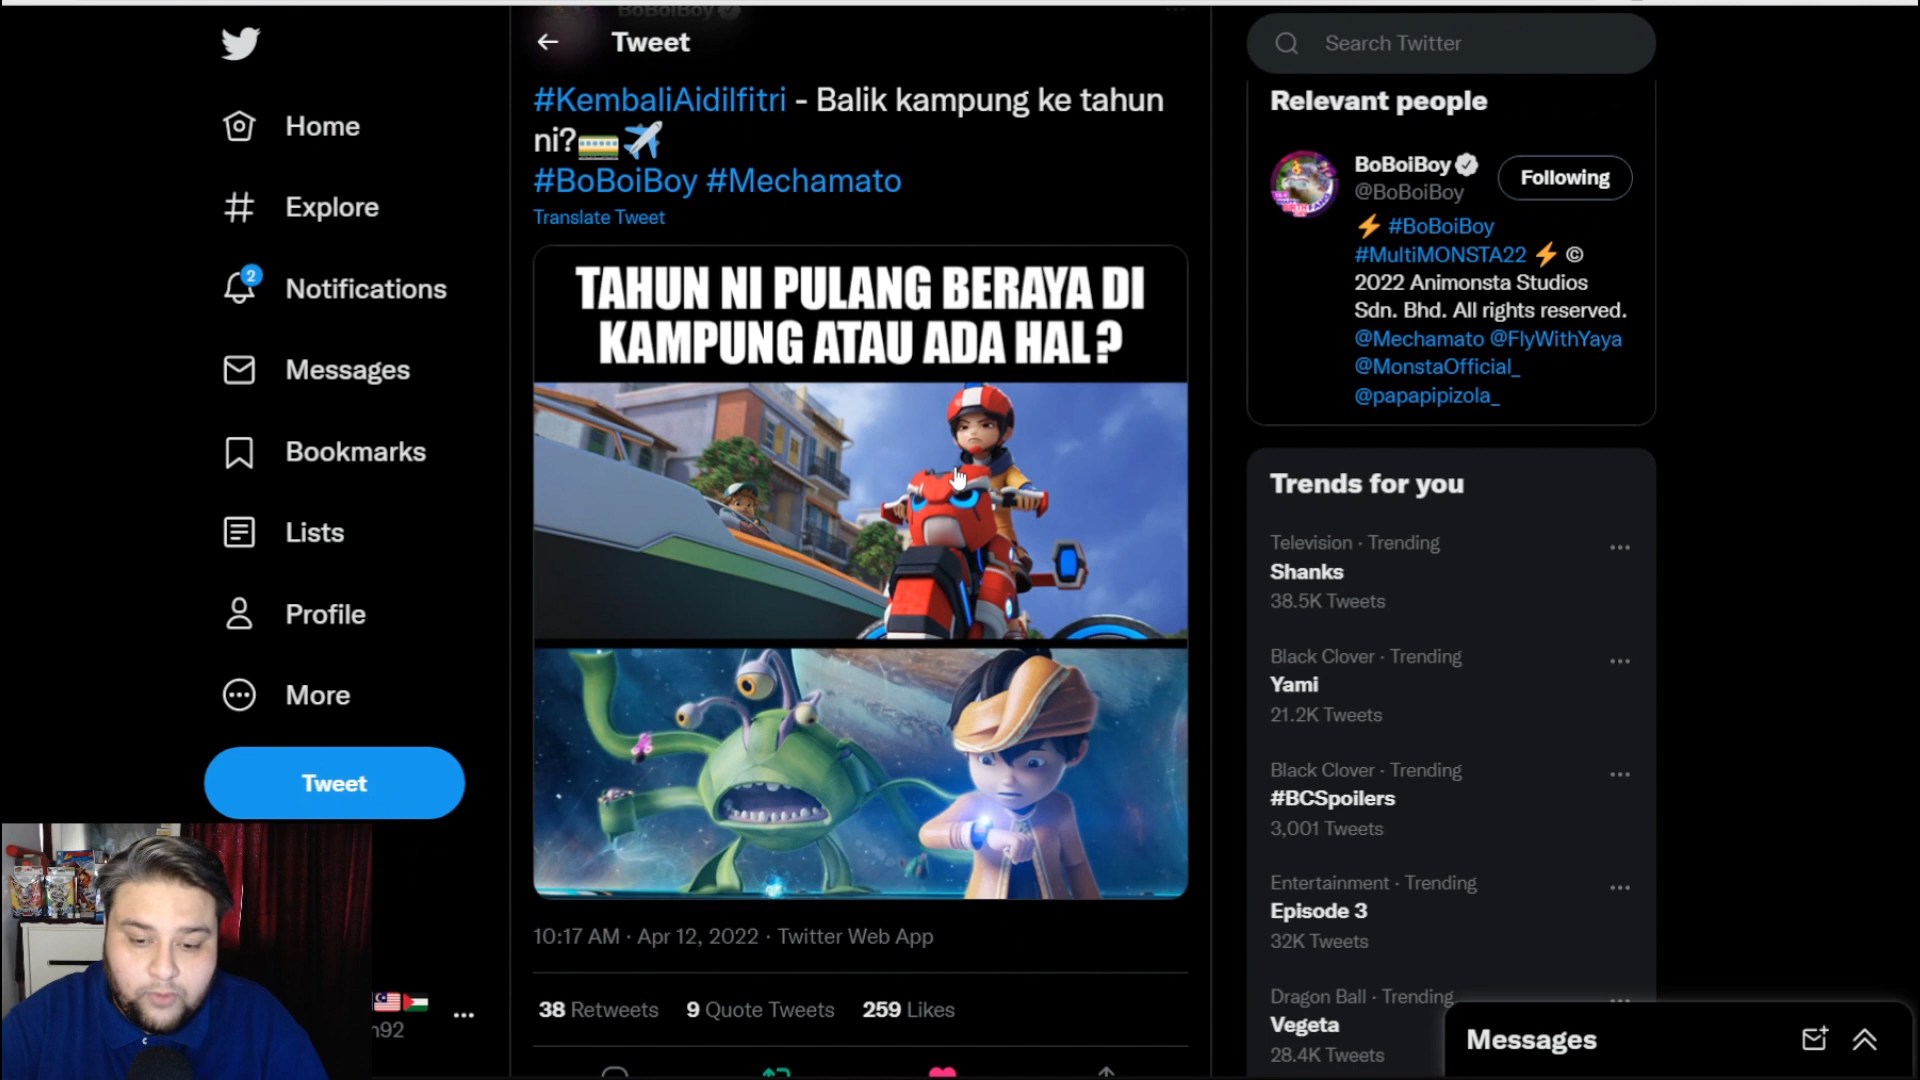 BoBoiBoy
Tweet
Search Twitter
#KembaliAidilfitri - Balik kampung ke tahun
ni?
#BoBoiBoy #Mechamato
Translate Tweet
TAHUN NI PULANG BERAYA DI
KAMPUNG ATAU ADA HAL?
10:17 AM · Apr 12, 2022 · Twitter Web App
38 Retweets 9 Quote Tweets 259 Likes
Home
Explore
2
Notifications
Messages
Bookmarks
Lists
Profile
More
Tweet
n92
Relevant people
BoBoiBoy
@BoBoiBoy
Following
#BoBoiBoy
#MultiMONSTA22 ©
2022 Animonsta Studios
Sdn. Bhd. All rights reserved.
@Mechamato @FlyWithYaya
@MonstaOfficial_
@papapipizola_
Trends for you
Television · Trending
Shanks
38.5K Tweets
Black Clover · Trending
Yami
21.2K Tweets
Black Clover · Trending
#BCSpoilers
3,001 Tweets
Entertainment · Trending
Episode 3
32K Tweets
Dragon Ball · Trending
Vegeta
28.4K Tweets
Messages